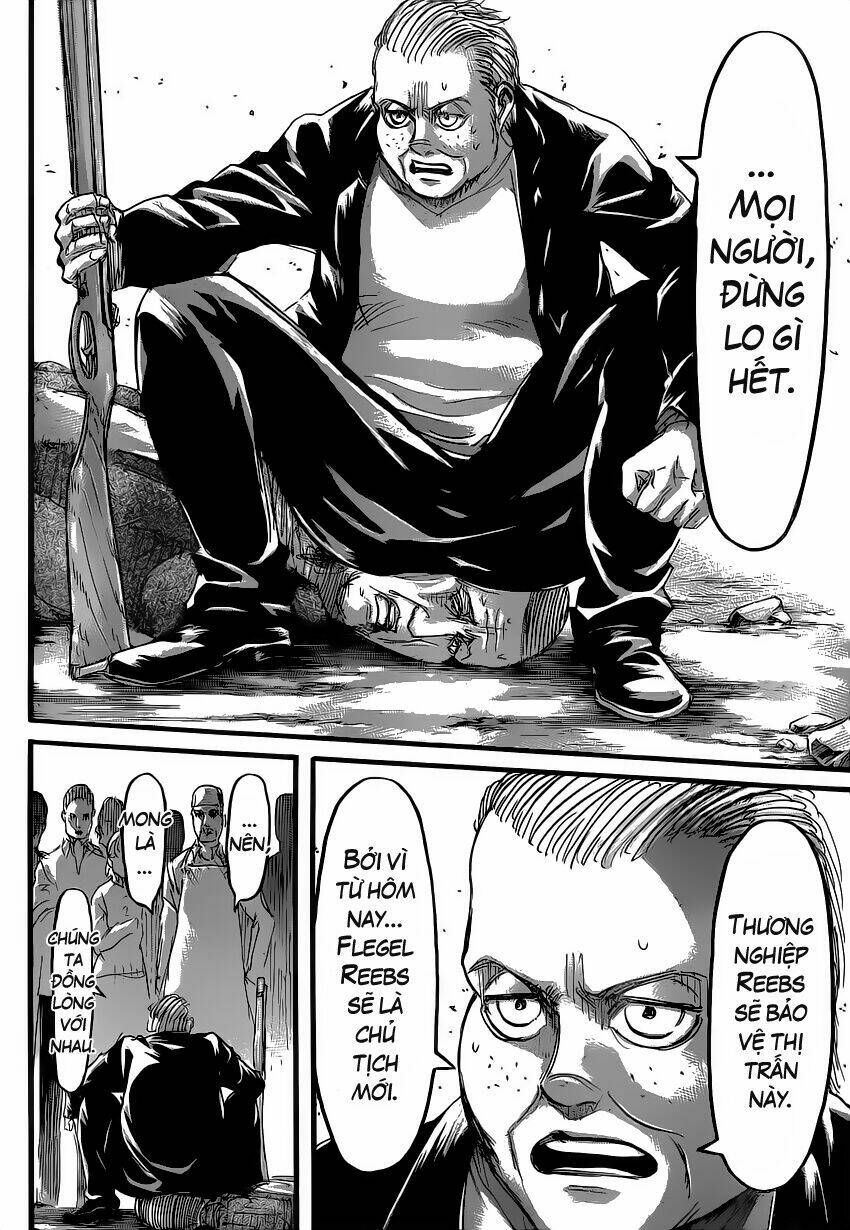 ...
MỌI
NGƯỜI,
ĐỪNG
LO GÌ
HẾT.
THƯƠNG
NGHIỆP
REEBS
SẼ BẢO
VỆ THỊ
TRẤN
NÀY.
BỞI VÌ
TỪ HÔM
NAY...
FLEGEL
REEBS
SẼ LÀ
CHỦ
TỊCH
MỚI.
...
NÊN,
MONG
LÀ
...
CHÚNG
TA
ĐỒNG
LÒNG
VỚI
NHAU.